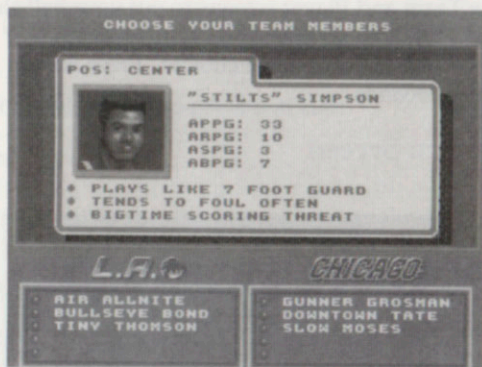 CHOOSE YOUR TEAM MEMBERS
POS: CENTER
"STILTS" SIMPSON
APPG: 33
ARPG: 10
ASPG: 3
ABPG: 7
• PLAYS LIKE 7 FOOT GUARD
• TENDS TO FOUL OFTEN
• BIGTIME SCORING THREAT
L.A.
CHICAGO
AIR ALLNITE
BULLSEYE BOND
TINY THOMSON
GUNNER GROSMAN
DOWNTOWN TATE
SLOW MOSES